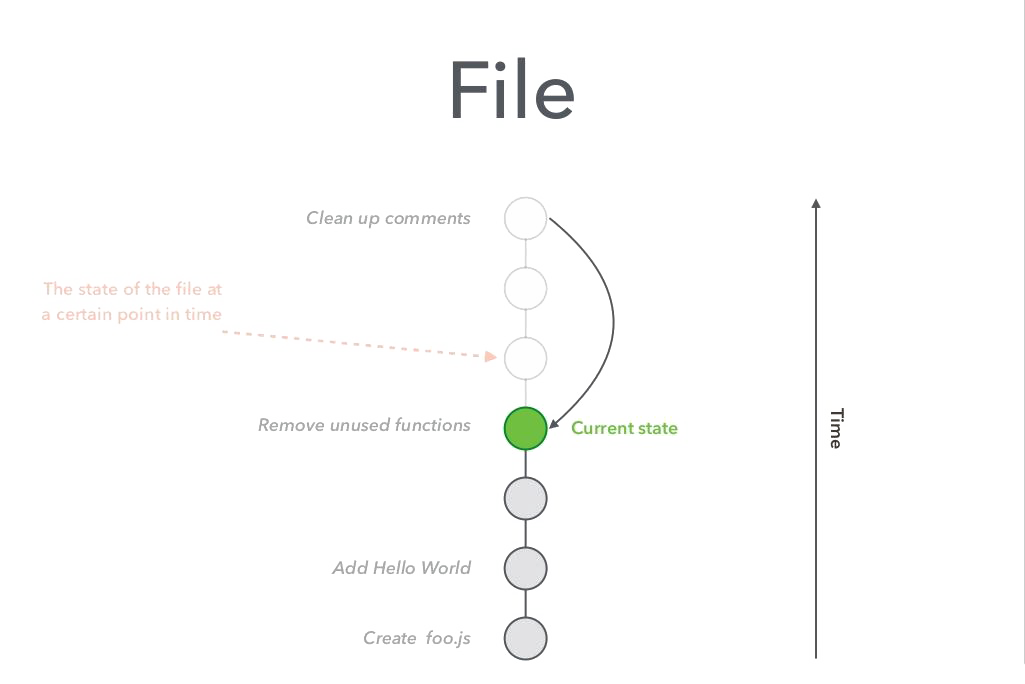 File
Clean up comments
The state of the file at
a certain point in time
Remove unused functions
Current state
Time
Add Hello World
Create foo.js